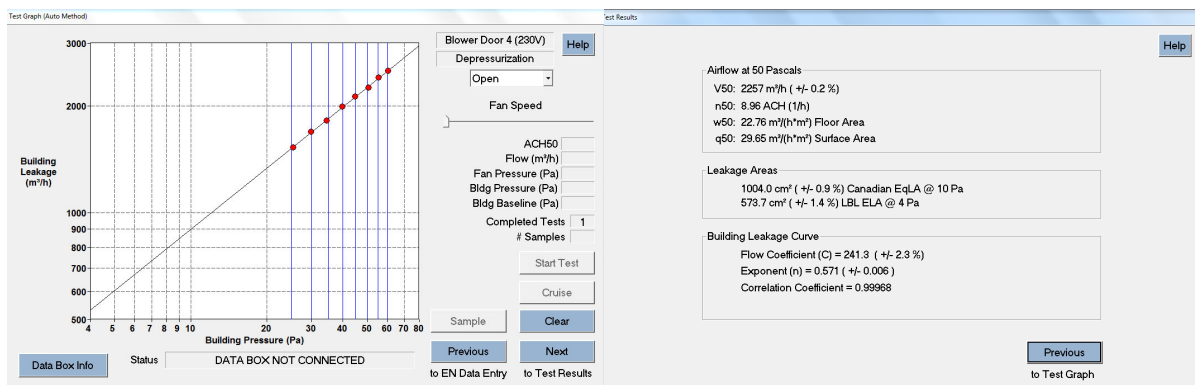 Test Graph (Auto Method)
3000
2000
1000
900
800
700
600
500
Building
Leakage
(m³/h)
4 5 6 7 8 9 10 20 30 40 50 60 70 80
Building Pressure (Pa)
Blower Door 4 (230V)
Help
Depressurization
Open
Fan Speed
ACH50
Flow (m³/h)
Fan Pressure (Pa)
Bldg Pressure (Pa)
Bldg Baseline (Pa)
Completed Tests 1
# Samples
Start Test
Cruise
Sample
Clear
Previous
Next
to EN Data Entry
to Test Results
Data Box Info
Status
DATA BOX NOT CONNECTED
est Results
Help
Airflow at 50 Pascals
V50: 2257 m³/h ( +/- 0.2 %)
n50: 8.96 ACH (1/h)
w50: 22.76 m³/(h*m²) Floor Area
q50: 29.65 m³/(h*m²) Surface Area
Leakage Areas
1004.0 cm² ( +/- 0.9 %) Canadian EqLA @ 10 Pa
573.7 cm² ( +/- 1.4 %) LBL ELA @ 4 Pa
Building Leakage Curve
Flow Coefficient (C) = 241.3 ( +/- 2.3 %)
Exponent (n) = 0.571 ( +/- 0.006 )
Correlation Coefficient = 0.99968
Previous
to Test Graph